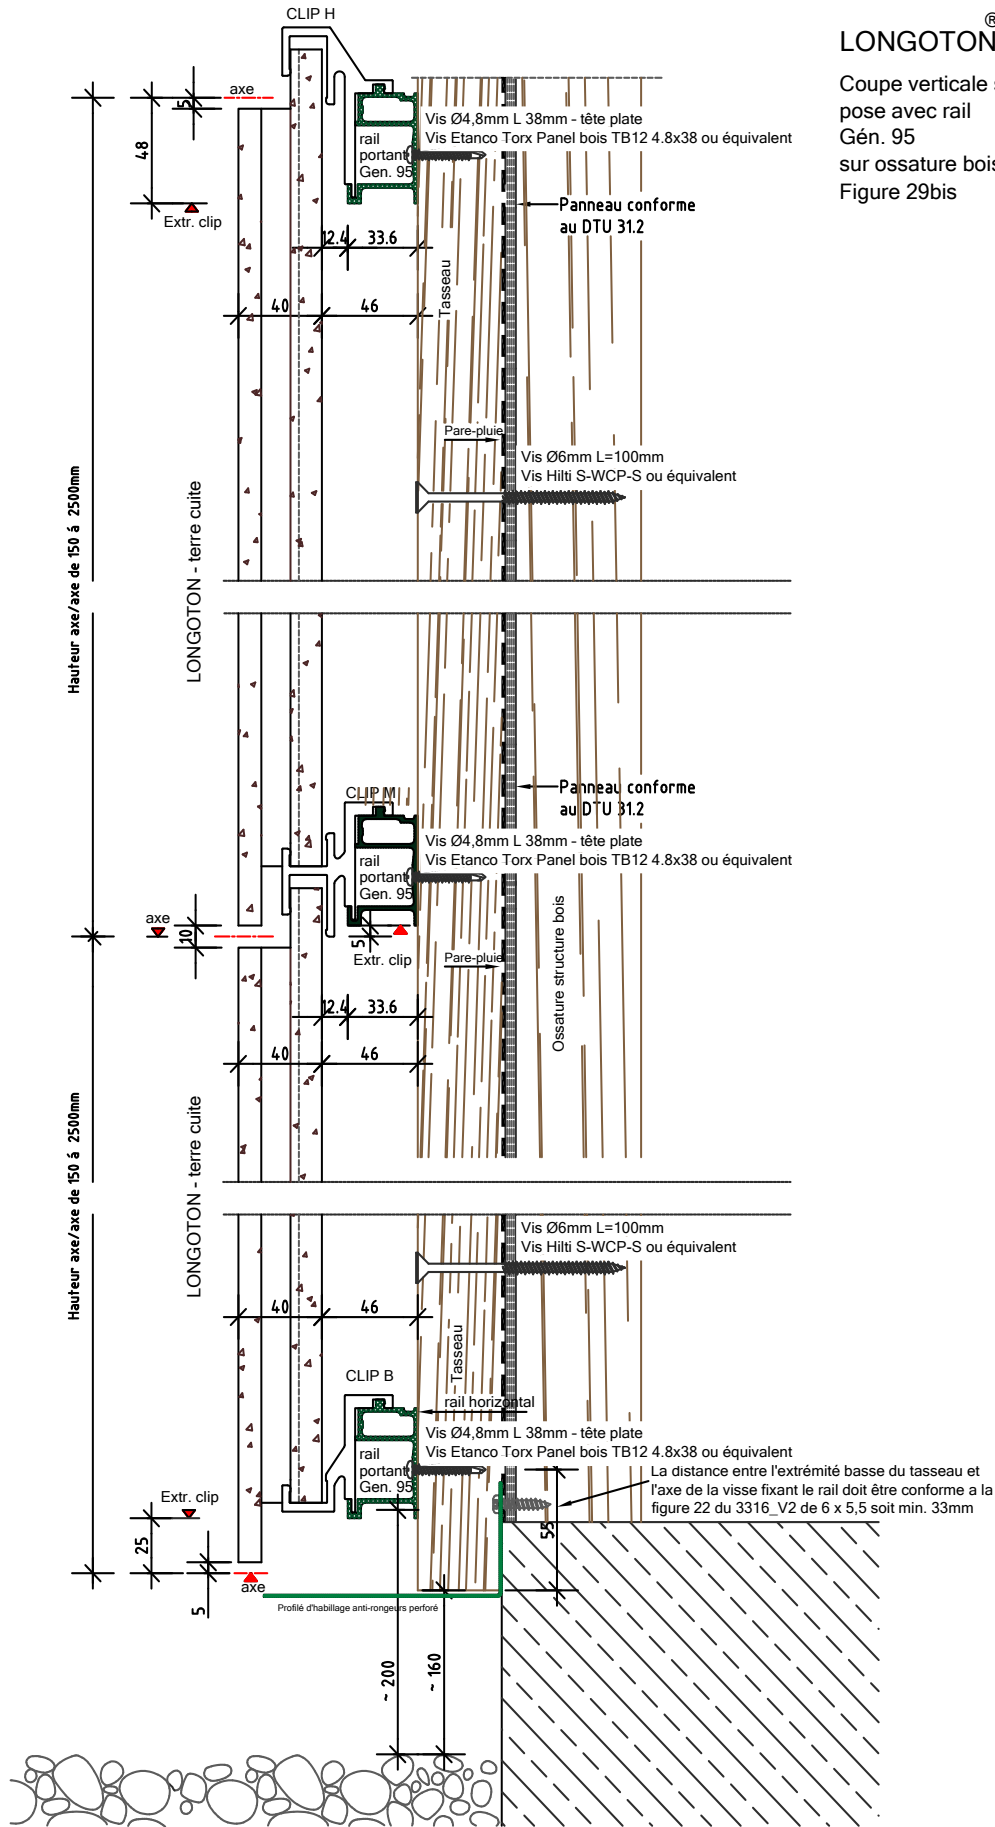 CLIP H
®
LONGOTON
Coupe verticale
pose avec rail
Gén. 95
sur ossature bois
Figure 29bis
axe
5
48
Extr. clip
Vis Ø4,8mm L 38mm - tête plate
Vis Etanco Torx Panel bois TB12 4.8x38 ou équivalent
rail
portant
Gen. 95
Panneau conforme
au DTU 31.2
12.4
33.6
Tasseau
40
46
Pare-pluie
Vis Ø6mm L=100mm
Vis Hilti S-WCP-S ou équivalent
Hauteur axe/axe de 150 á 2500mm
LONGOTON - terre cuite
CLIP M
Panneau conforme
au DTU 31.2
Vis Ø4,8mm L 38mm - tête plate
Vis Etanco Torx Panel bois TB12 4.8x38 ou équivalent
rail
portant
Gen. 95
axe
10
5
Extr. clip
Pare-pluie
Ossature structure bois
12.4
33.6
40
46
Hauteur axe/axe de 150 á 2500mm
LONGOTON - terre cuite
Vis Ø6mm L=100mm
Vis Hilti S-WCP-S ou équivalent
40
46
Tasseau
CLIP B
rail horizontal
Vis Ø4,8mm L 38mm - tête plate
Vis Etanco Torx Panel bois TB12 4.8x38 ou équivalent
rail
portant
Gen. 95
La distance entre l'extrémité basse du tasseau et
l'axe de la visse fixant le rail doit être conforme a la
figure 22 du 3316_V2 de 6 x 5,5 soit min. 33mm
Extr. clip
25
55
axe
5
Profilé d'habillage anti-rongeurs perforé
~ 200
~ 160